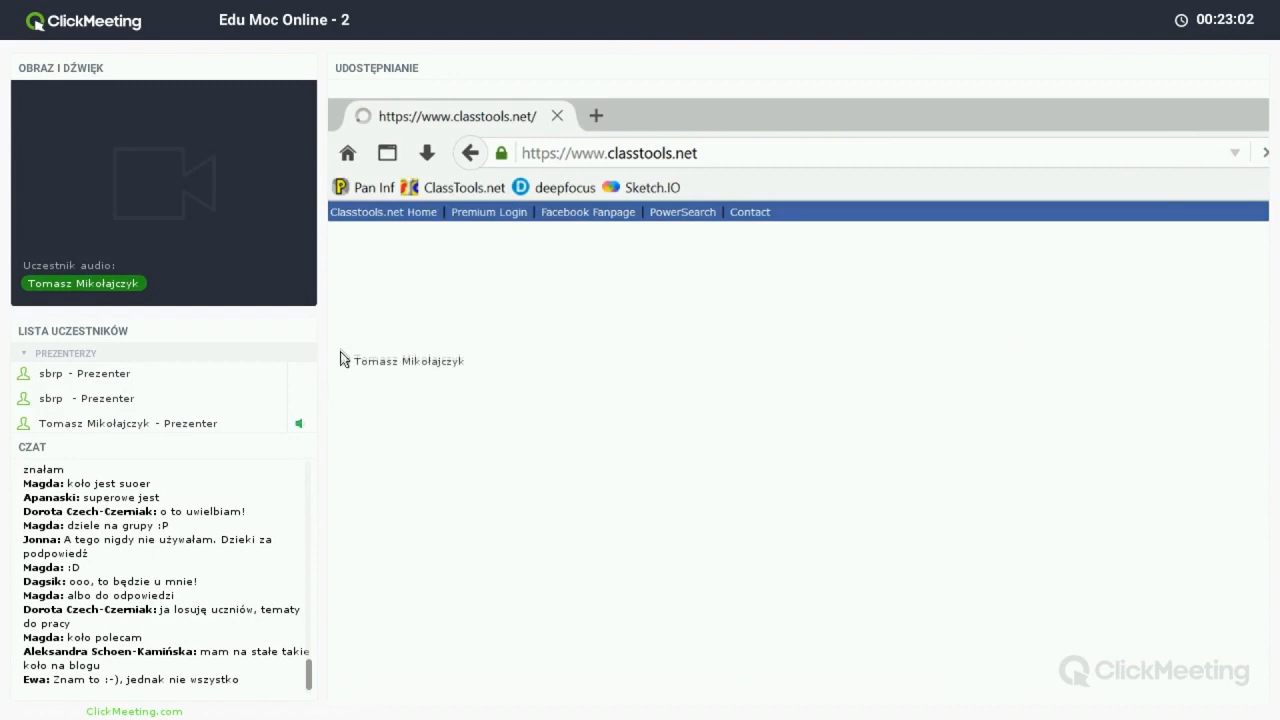 ClickMeeting
Edu Moc Online - 2
00:23:02
OBRAZ I DŹWIĘK
Uczestnik audio:
Tomasz Mikołajczyk
LISTA UCZESTNIKÓW
PREZENTERZY
sbrp - Prezenter
sbrp - Prezenter
Tomasz Mikołajczyk - Prezenter
CZAT
znałam
Magda: koło jest suoer
Apanaski: superowe jest
Dorota Czech-Czerniak: o to uwielbiam!
Magda: dziele na grupy :P
Jonna: A tego nigdy nie używałam. Dzieki za
podpowiedź
Magda: :D
Dagsik: ooo, to będzie u mnie!
Magda: albo do odpowiedzi
Dorota Czech-Czerniak: ja losuję uczniów, tematy
do pracy
Magda: koło polecam
Aleksandra Schoen-Kamińska: mam na stałe takie
koło na blogu
Ewa: Znam to :-), jednak nie wszystko
ClickMeeting.com
UDOSTĘPNIANIE
https://www.classtools.net/
https://www.classtools.net
Pan Inf ClassTools.net deepfocus Sketch.IO
Classtools.net Home | Premium Login | Facebook Fanpage | PowerSearch | Contact
Tomasz Mikołajczyk
ClickMeeting